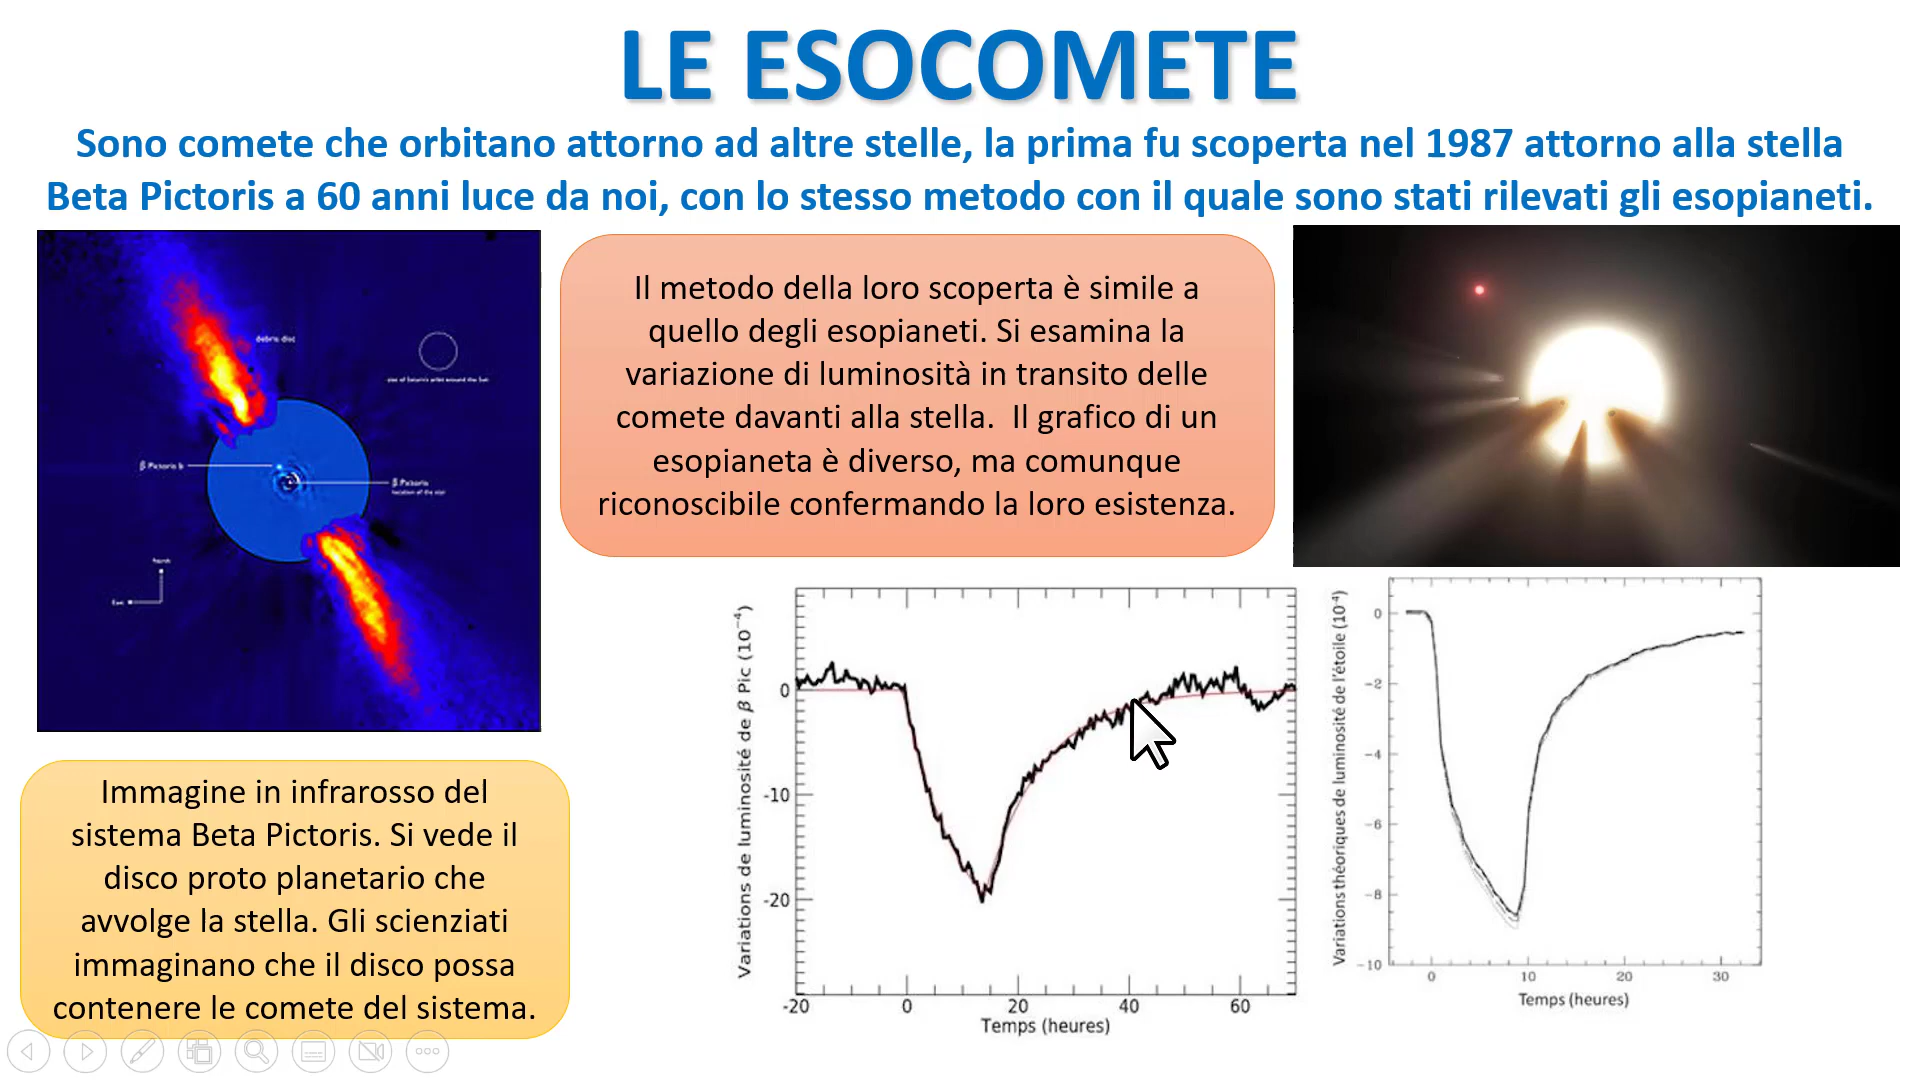 LE ESOCOMETE
Sono comete che orbitano attorno ad altre stelle, la prima fu scoperta nel 1987 attorno alla stella
Beta Pictoris a 60 anni luce da noi, con lo stesso metodo con il quale sono stati rilevati gli esopianeti.
debris disc
size of Saturn's orbit around the Sun
β Pictoris b
β Pictoris
location of the star
North
East
Il metodo della loro scoperta è simile a
quello degli esopianeti. Si esamina la
variazione di luminosità in transito delle
comete davanti alla stella.  Il grafico di un
esopianeta è diverso, ma comunque
riconoscibile confermando la loro esistenza.
Immagine in infrarosso del
sistema Beta Pictoris. Si vede il
disco proto planetario che
avvolge la stella. Gli scienziati
immaginano che il disco possa
contenere le comete del sistema.
Variations de luminosité de β Pic (10⁻⁴)
0
-10
-20
-20 0 20 40 60
Temps (heures)
Variations théoriques de luminosité de l'étoile (10⁻⁴)
0
-2
-4
-6
-8
-10
0 10 20 30
Temps (heures)